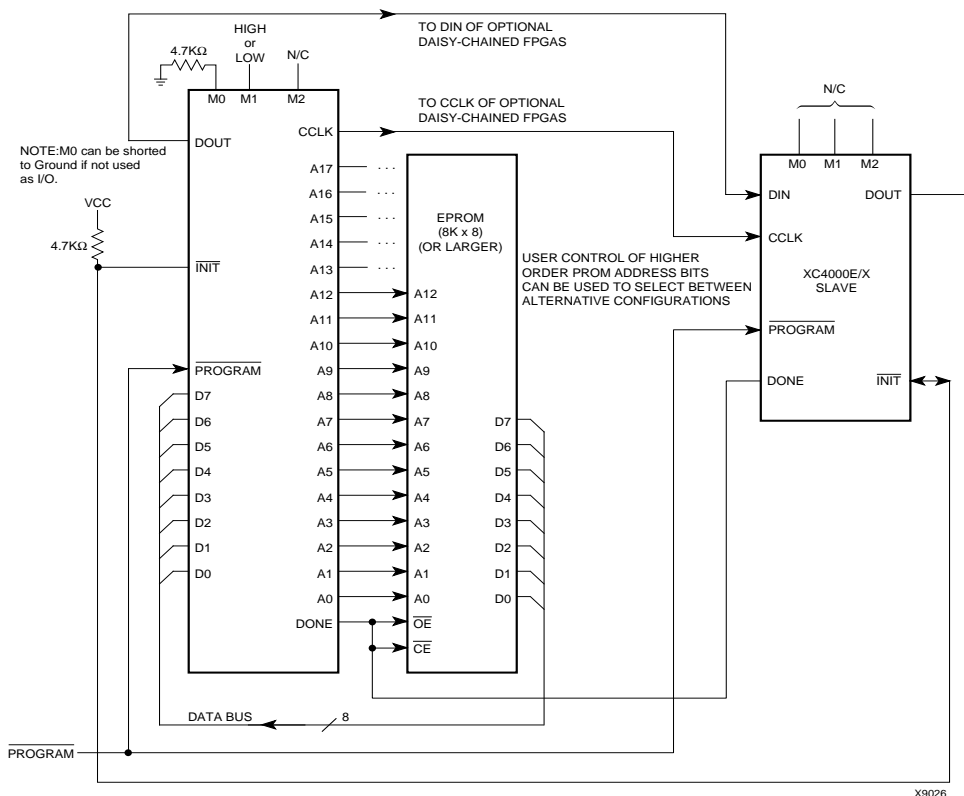 TO DIN OF OPTIONAL
DAISY-CHAINED FPGAS
HIGH
or
LOW
4.7KΩ
N/C
M0 M1 M2
TO CCLK OF OPTIONAL
DAISY-CHAINED FPGAS
N/C
M0 M1 M2
DOUT
CCLK
NOTE:M0 can be shorted
to Ground if not used
as I/O.
VCC
4.7KΩ
INIT
PROGRAM
D7
D6
D5
D4
D3
D2
D1
D0
A17 ...
A16 ...
A15 ...
A14 ...
A13 ...
A12
A11
A10
A9
A8
A7
A6
A5
A4
A3
A2
A1
A0
DONE
EPROM
(8K x 8)
(OR LARGER)
A12
A11
A10
A9
A8
A7
A6
A5
A4
A3
A2
A1
A0
OE
CE
D7
D6
D5
D4
D3
D2
D1
D0
USER CONTROL OF HIGHER
ORDER PROM ADDRESS BITS
CAN BE USED TO SELECT BETWEEN
ALTERNATIVE CONFIGURATIONS
DIN DOUT
CCLK
XC4000E/X
SLAVE
PROGRAM
DONE INIT
DATA BUS 8
PROGRAM
X9026